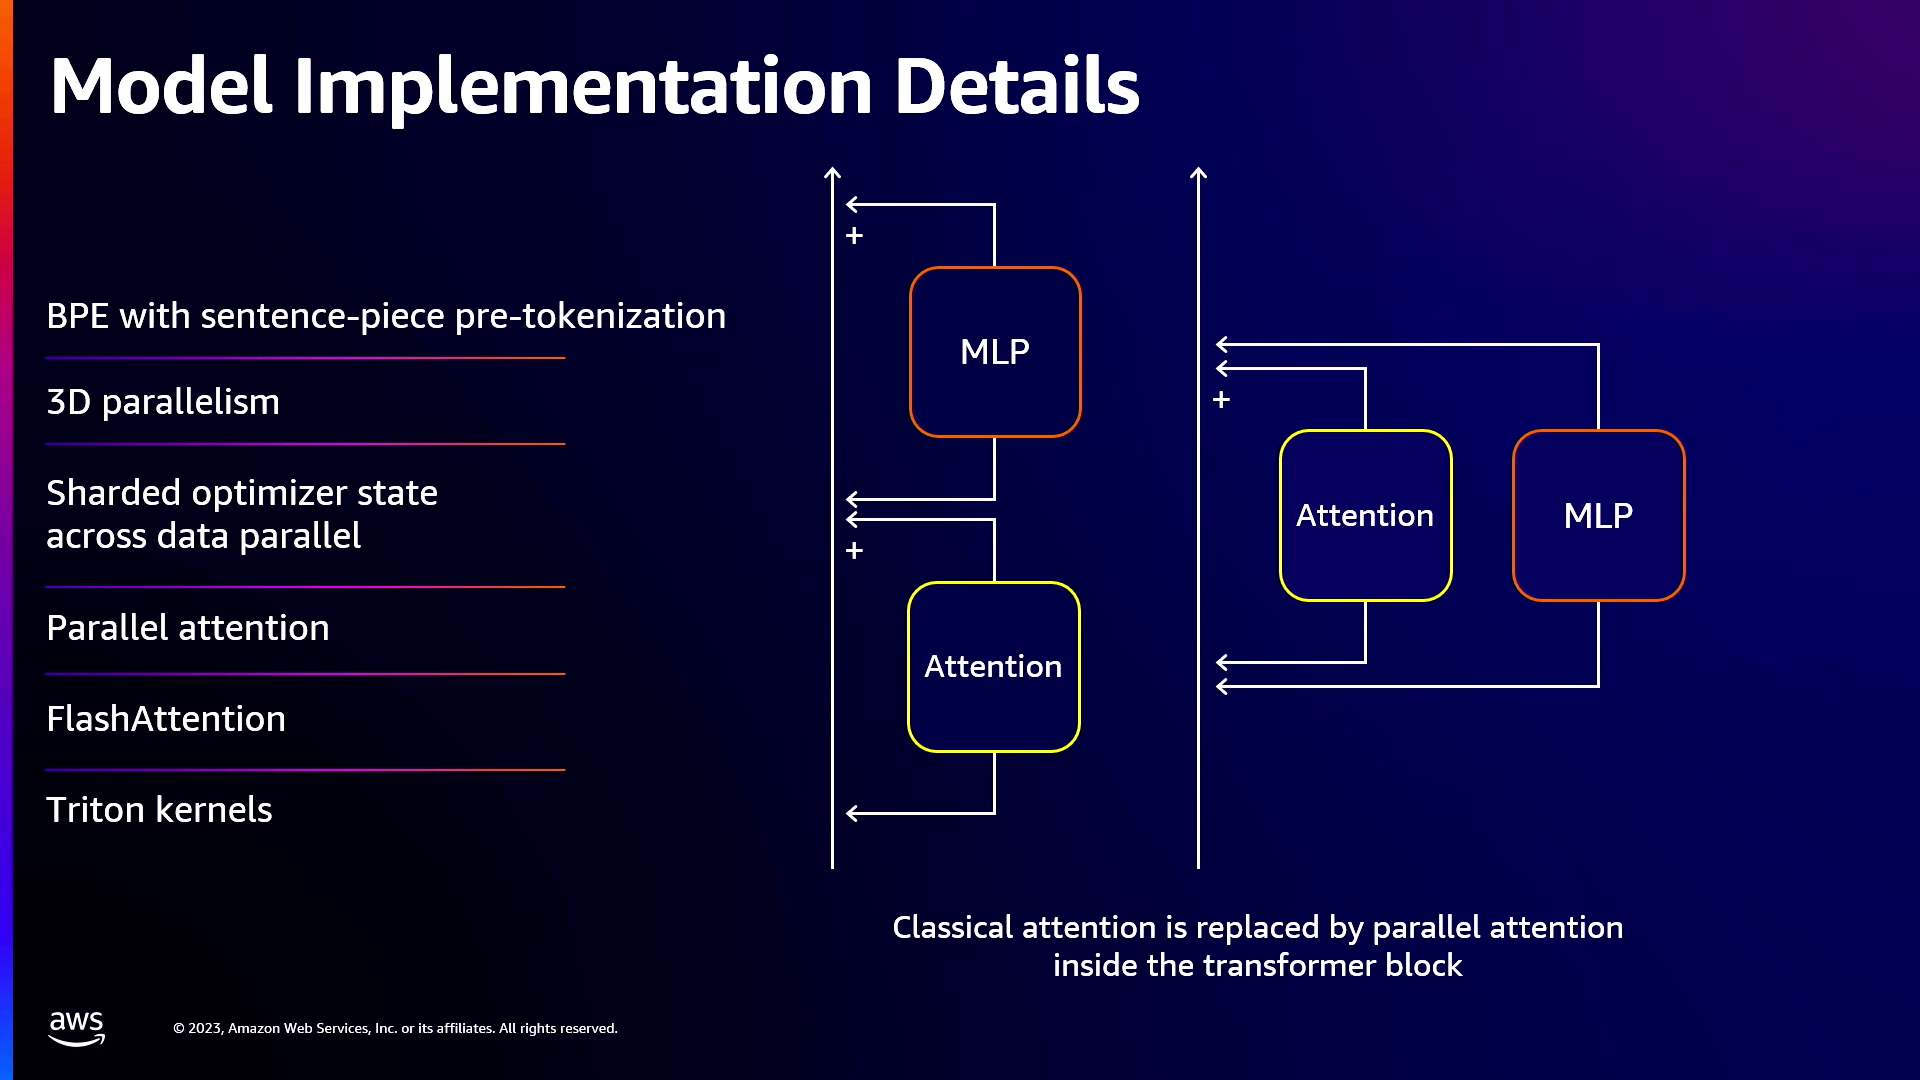 Model Implementation Details
BPE with sentence-piece pre-tokenization
3D parallelism
Sharded optimizer state
across data parallel
Parallel attention
FlashAttention
Triton kernels
+
MLP
+
Attention
+
Attention
MLP
Classical attention is replaced by parallel attention
inside the transformer block
aws
© 2023, Amazon Web Services, Inc. or its affiliates. All rights reserved.